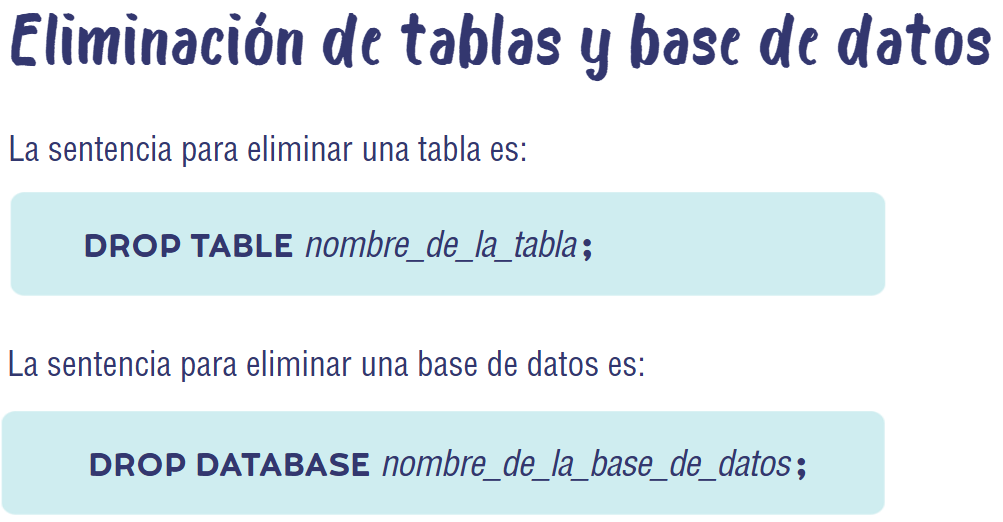 Eliminación de tablas y base de datos
La sentencia para eliminar una tabla es:
DROP TABLE nombre_de_la_tabla;
La sentencia para eliminar una base de datos es:
DROP DATABASE nombre_de_la_base_de_datos;